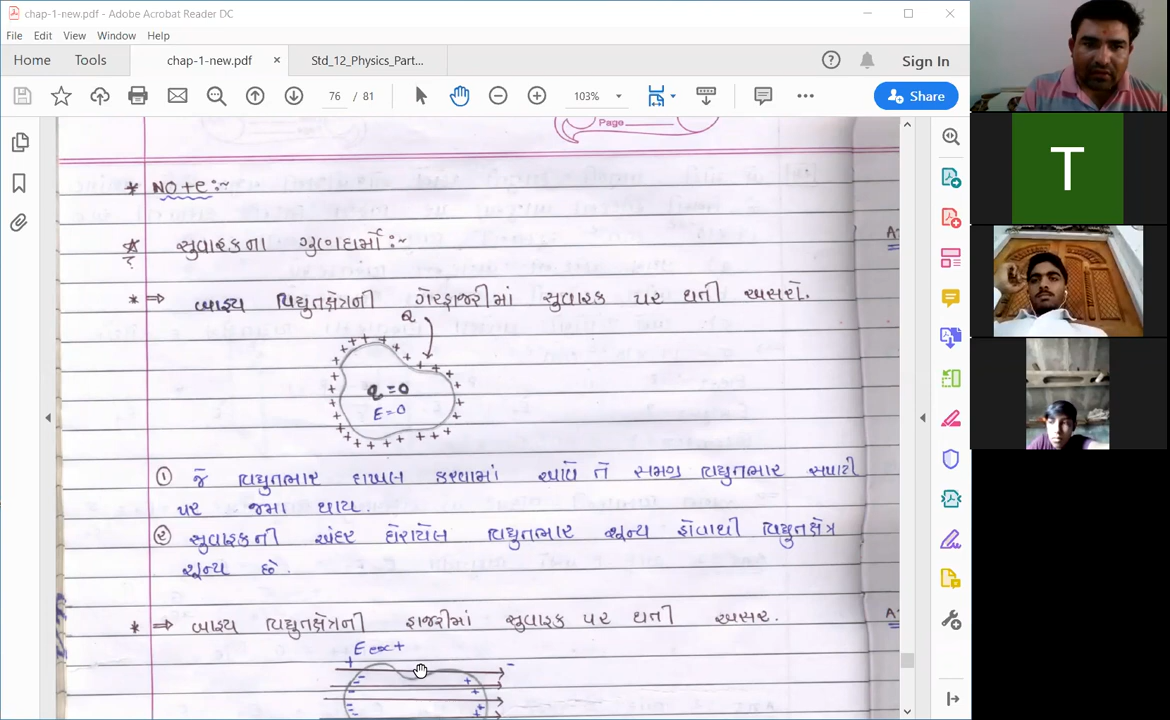 chap-1-new.pdf - Adobe Acrobat Reader DC
File Edit View Window Help
Home Tools chap-1-new.pdf × Std_12_Physics_Part... Sign In
76 / 81 103% Share
Page
* NOte:~
* સુવાહકના ગુણધર્મો:~
?
* ⇒ બાહ્ય વિદ્યુતક્ષેત્રની ગેરહાજરીમાં સુવાહક પર થતી અસરો.
Q
q=0
E=0
① જે વિદ્યુતભાર દાખલ કરવામાં આવે તે સમગ્ર વિદ્યુતભાર સપાટી
પર જમા થાય.
② સુવાહકની અંદર ઘેરાયેલ વિદ્યુતભાર શૂન્ય હોવાથી વિદ્યુતક્ષેત્ર
શૂન્ય છે.
* ⇒ બાહ્ય વિદ્યુતક્ષેત્રની હાજરીમાં સુવાહક પર થતી અસર.
Eext
T